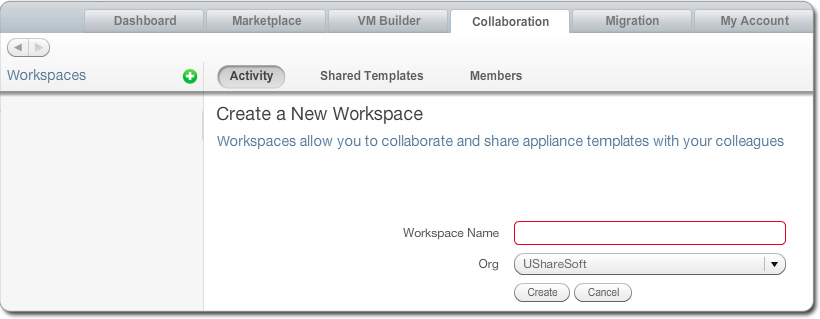 Dashboard Marketplace VM Builder Collaboration Migration My Account
Workspaces Activity Shared Templates Members
Create a New Workspace
Workspaces allow you to collaborate and share appliance templates with your colleagues
Workspace Name
Org UShareSoft
Create Cancel